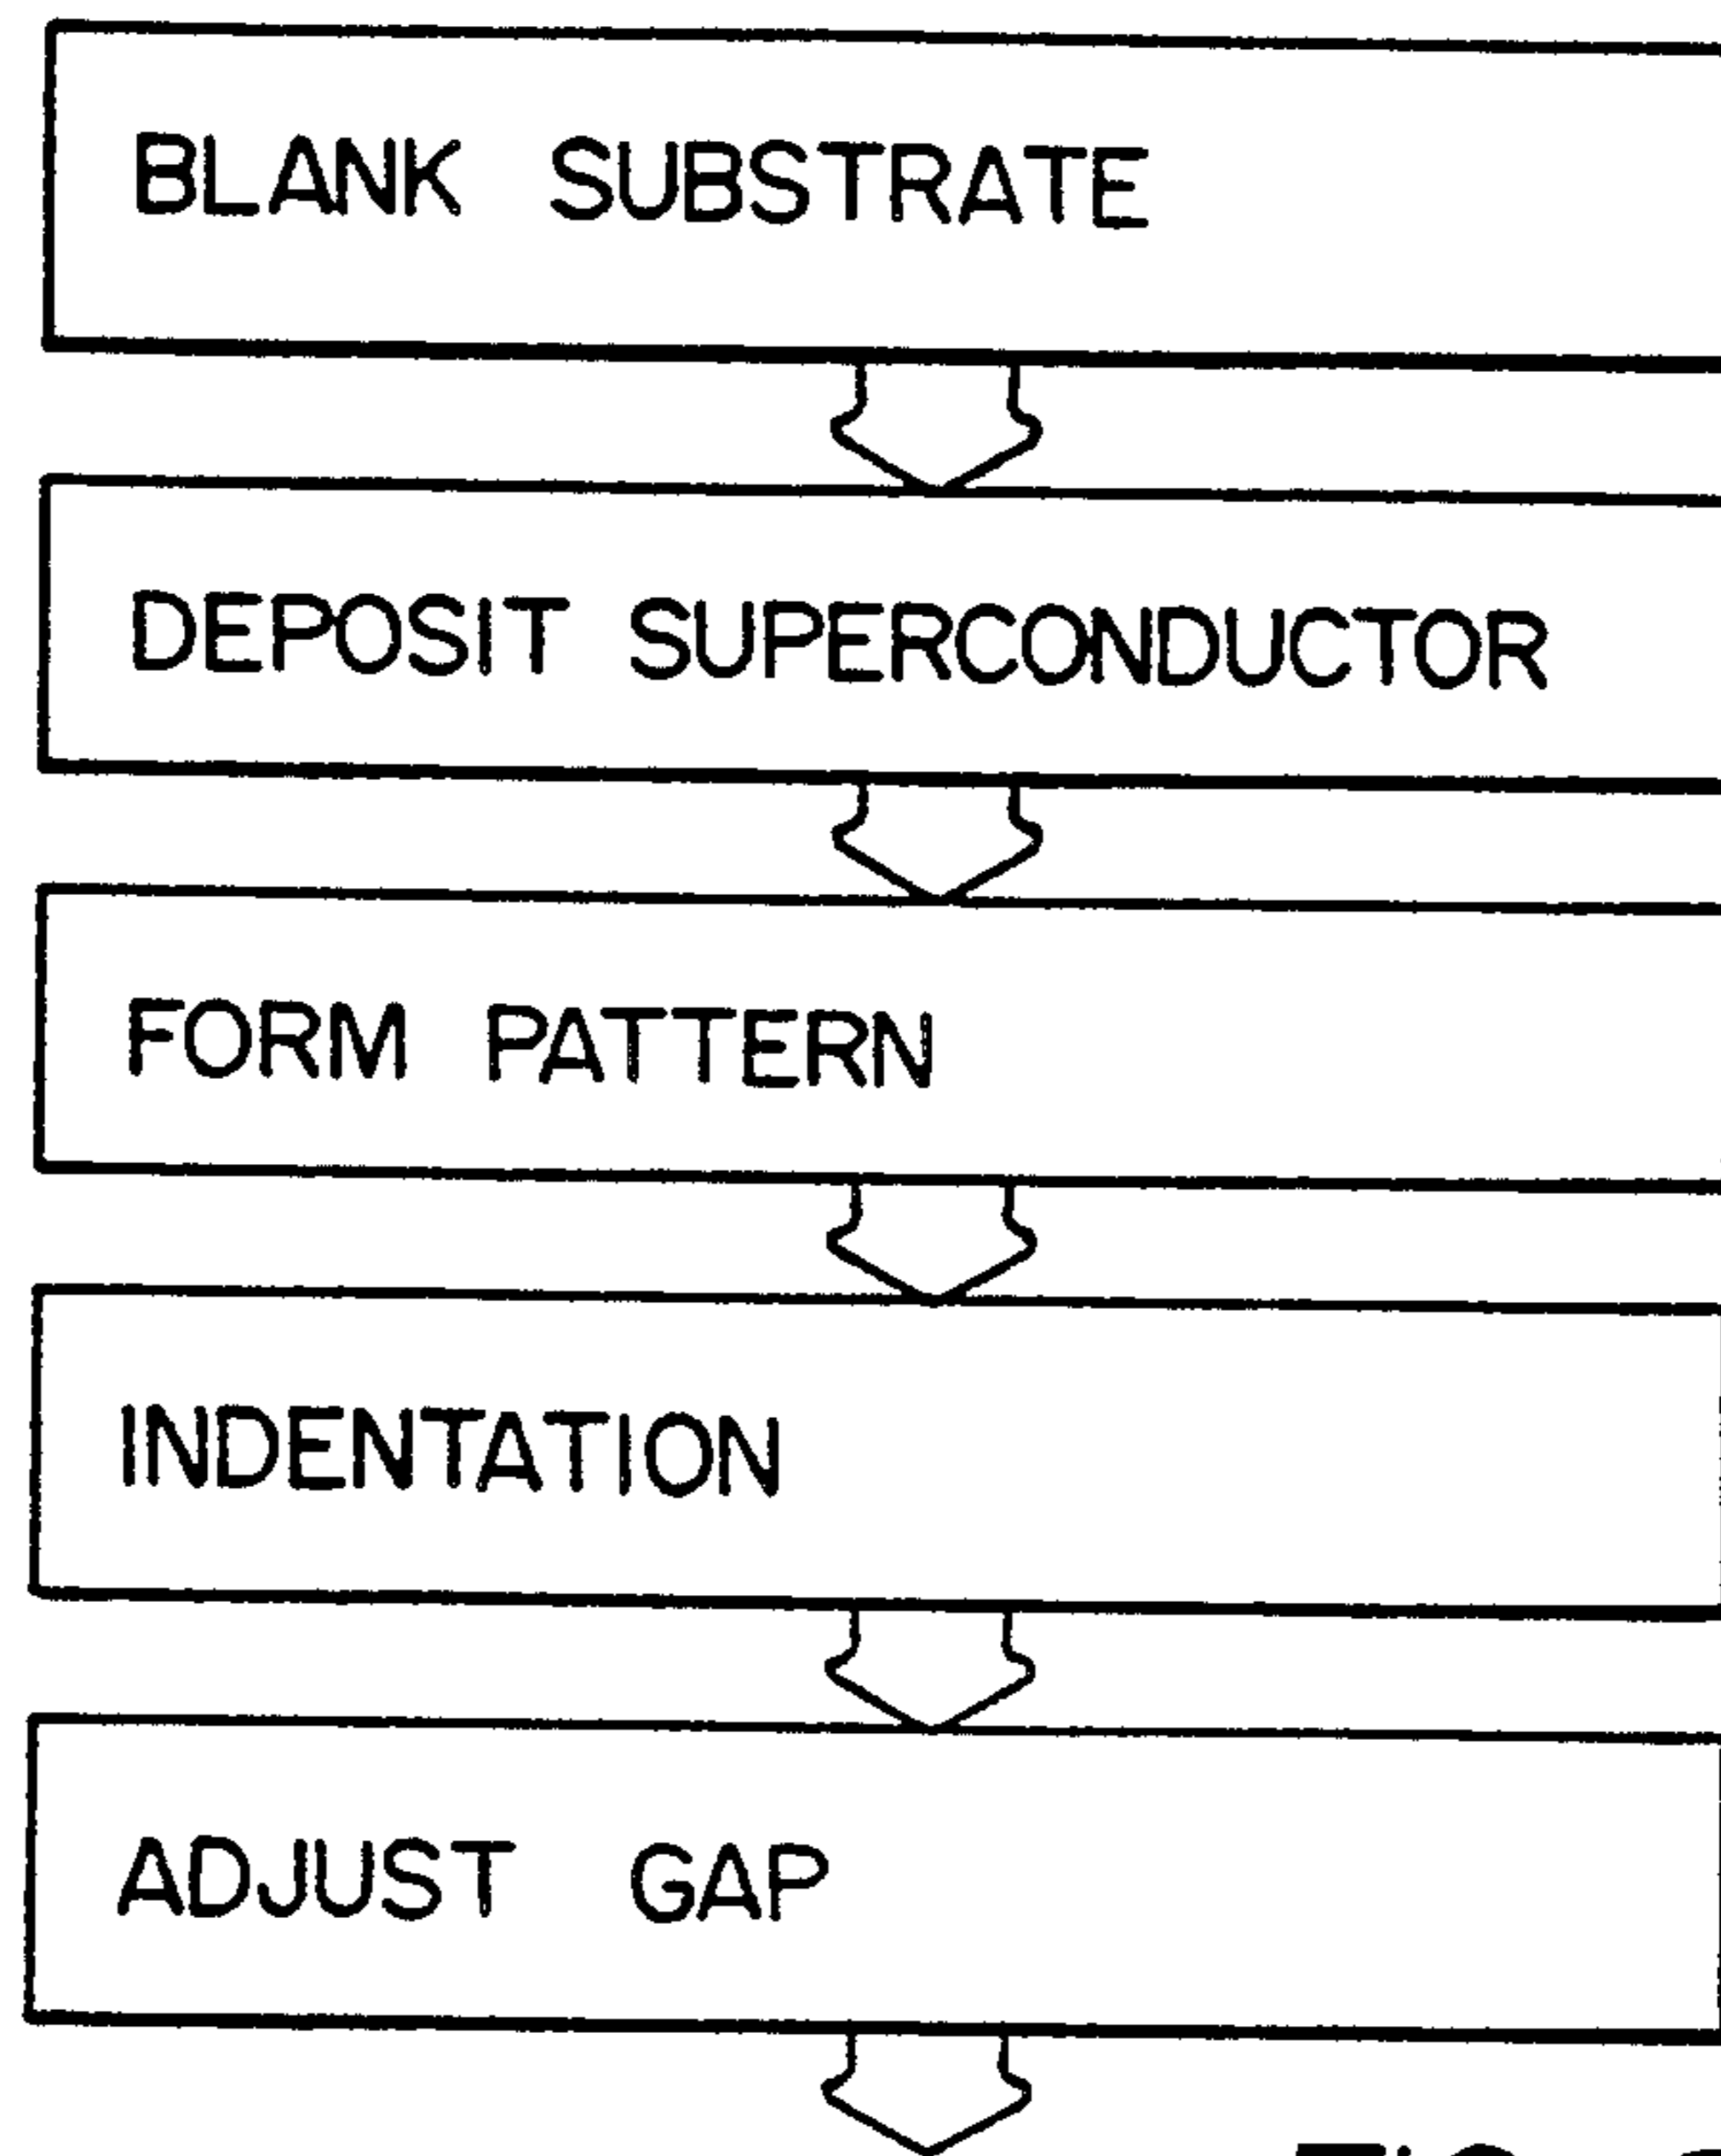 BLANK SUBSTRATE
DEPOSIT SUPERCONDUCTOR
FORM PATTERN
INDENTATION
ADJUST GAP